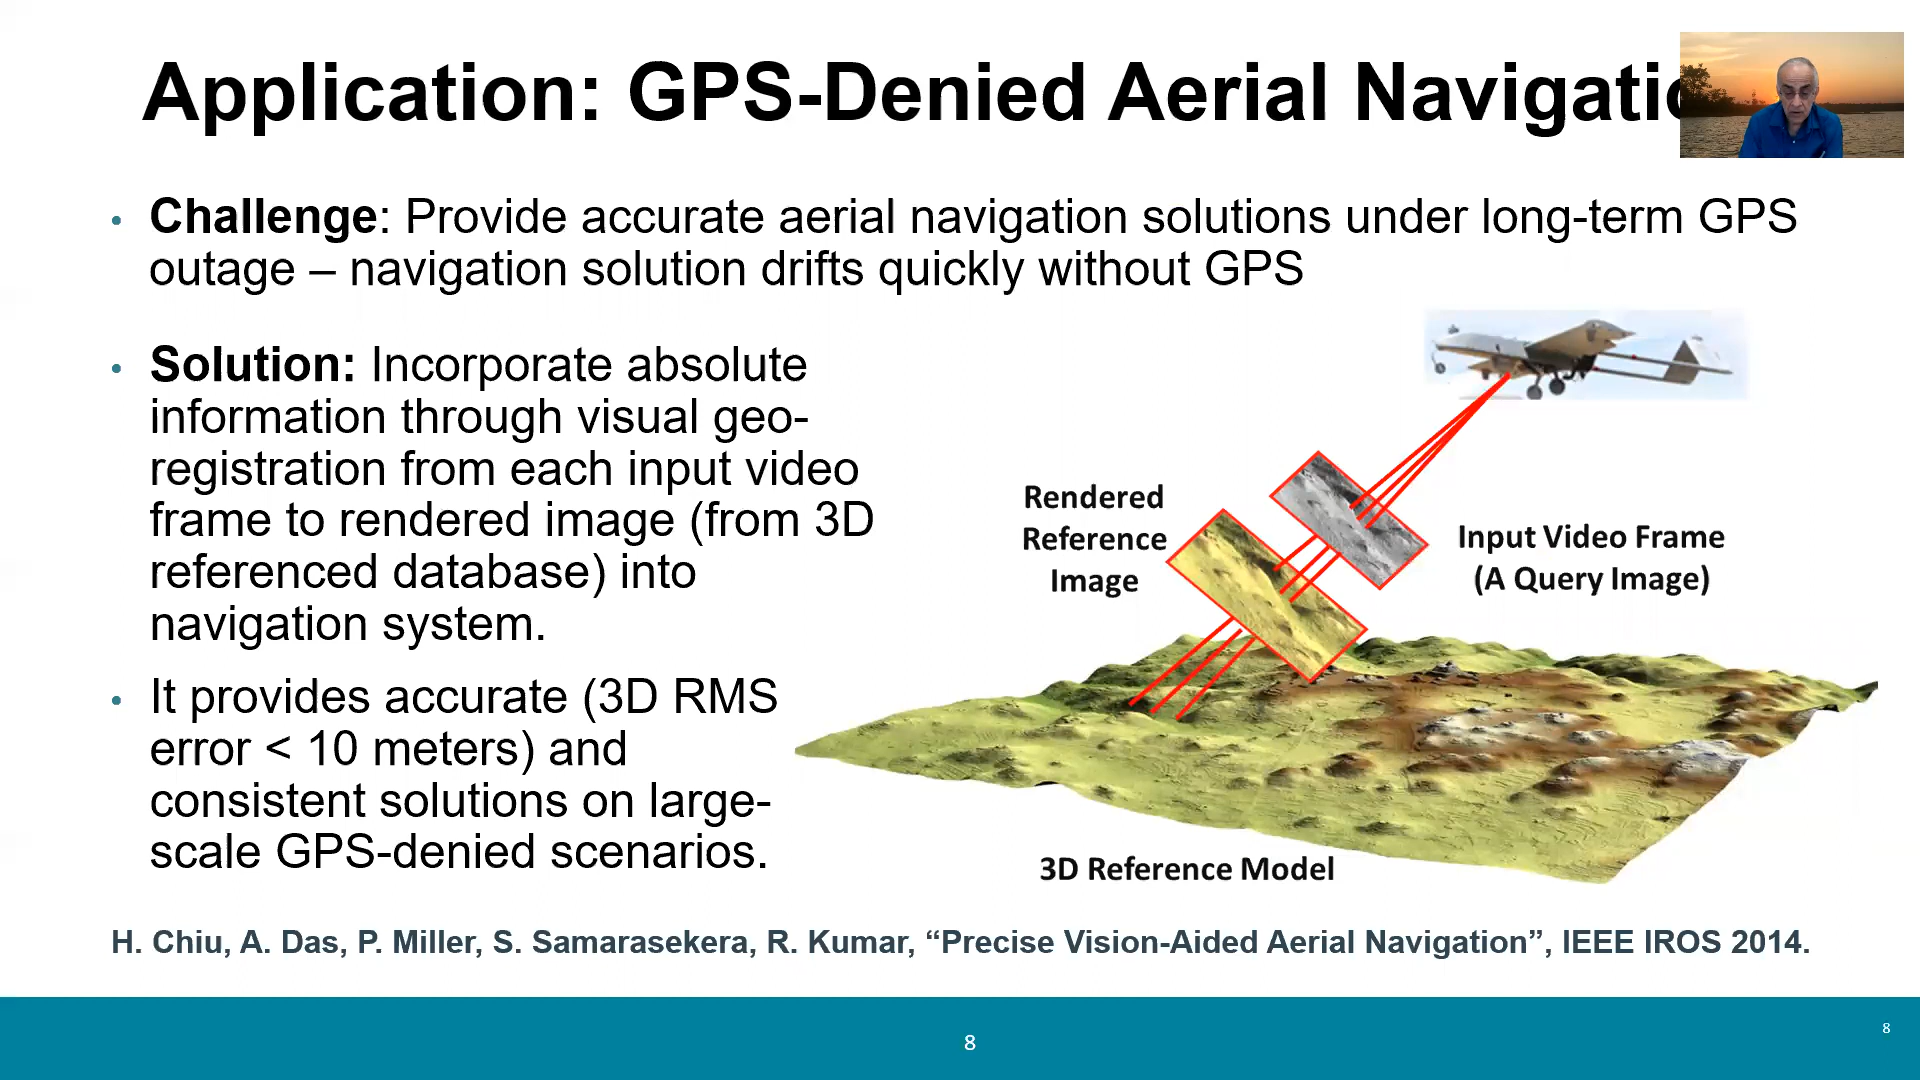 Application: GPS-Denied Aerial
• Challenge: Provide accurate aerial navigation solutions under long-term GPS
outage – navigation solution drifts quickly without GPS
• Solution: Incorporate absolute
information through visual geo-
registration from each input video
frame to rendered image (from 3D
referenced database) into
navigation system.
• It provides accurate (3D RMS
error < 10 meters) and
consistent solutions on large-
scale GPS-denied scenarios.
Rendered
Reference
Image
Input Video Frame
(A Query Image)
3D Reference Model
H. Chiu, A. Das, P. Miller, S. Samarasekera, R. Kumar, “Precise Vision-Aided Aerial Navigation”, IEEE IROS 2014.
8
8